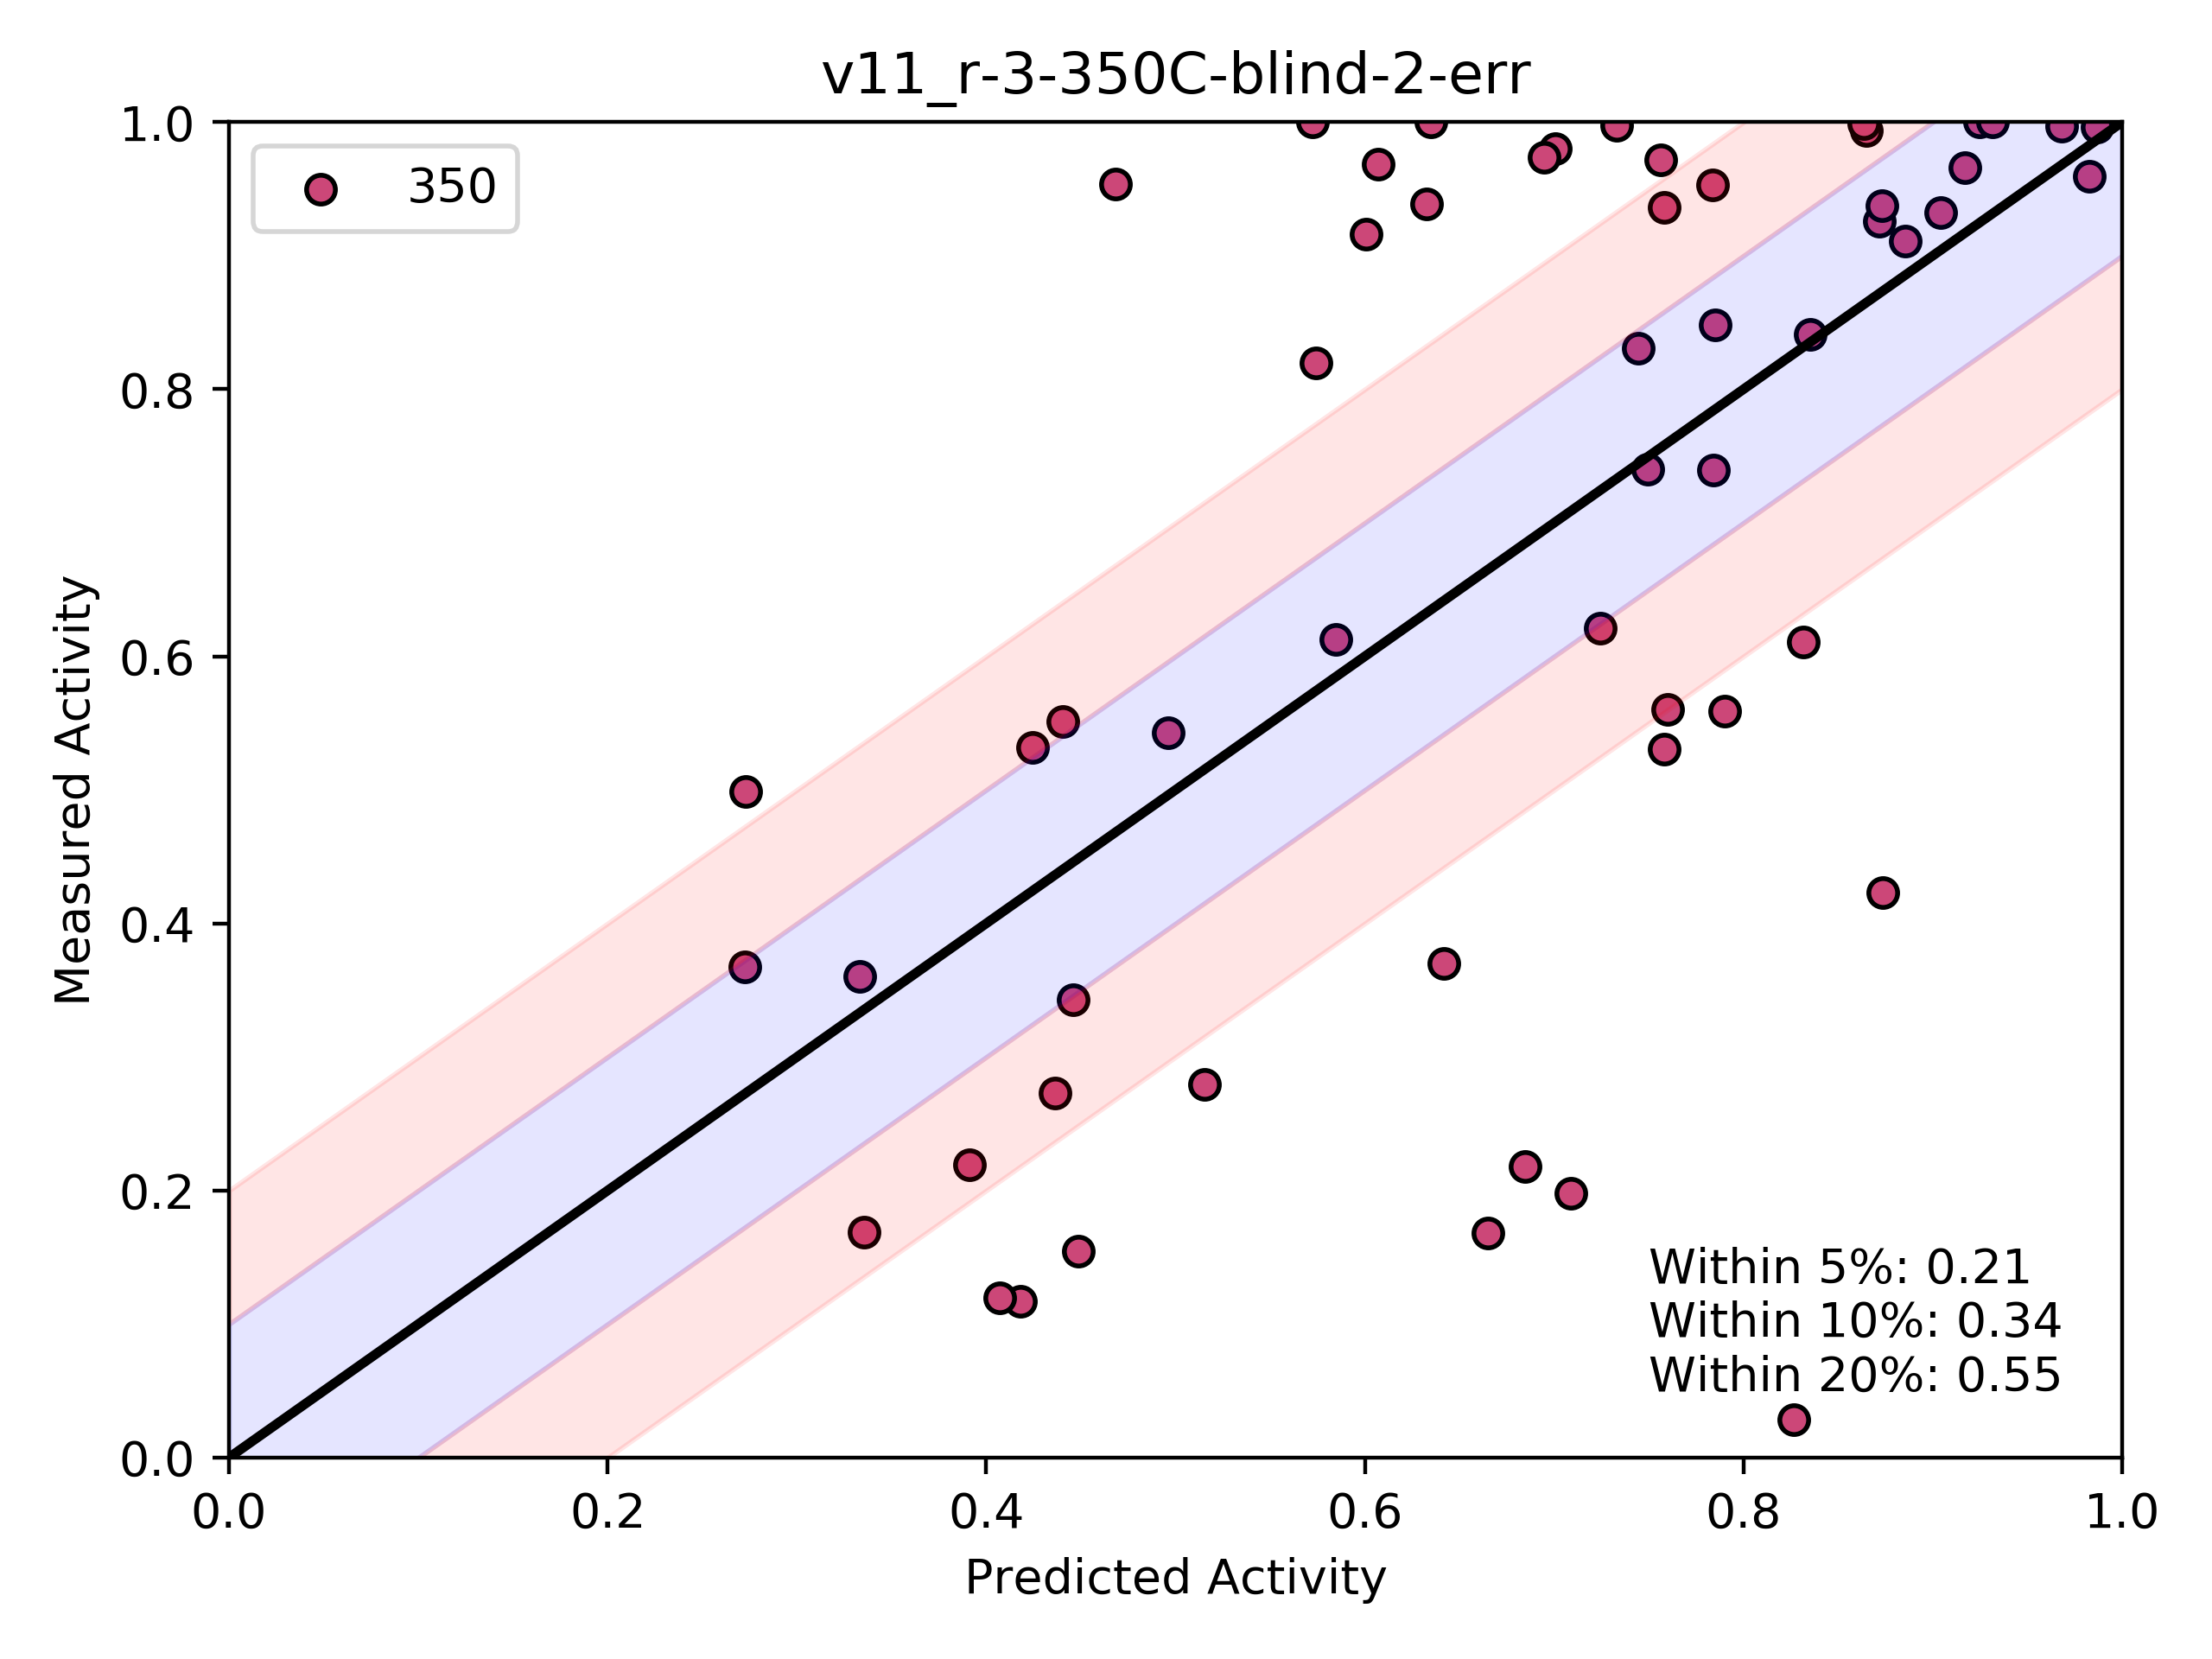 v11_r-3-350C-blind-2-err
350
1.0
0.8
0.6
0.4
0.2
0.0
Measured Activity
Within 5%: 0.21
Within 10%: 0.34
Within 20%: 0.55
0.0 0.2 0.4 0.6 0.8 1.0
Predicted Activity